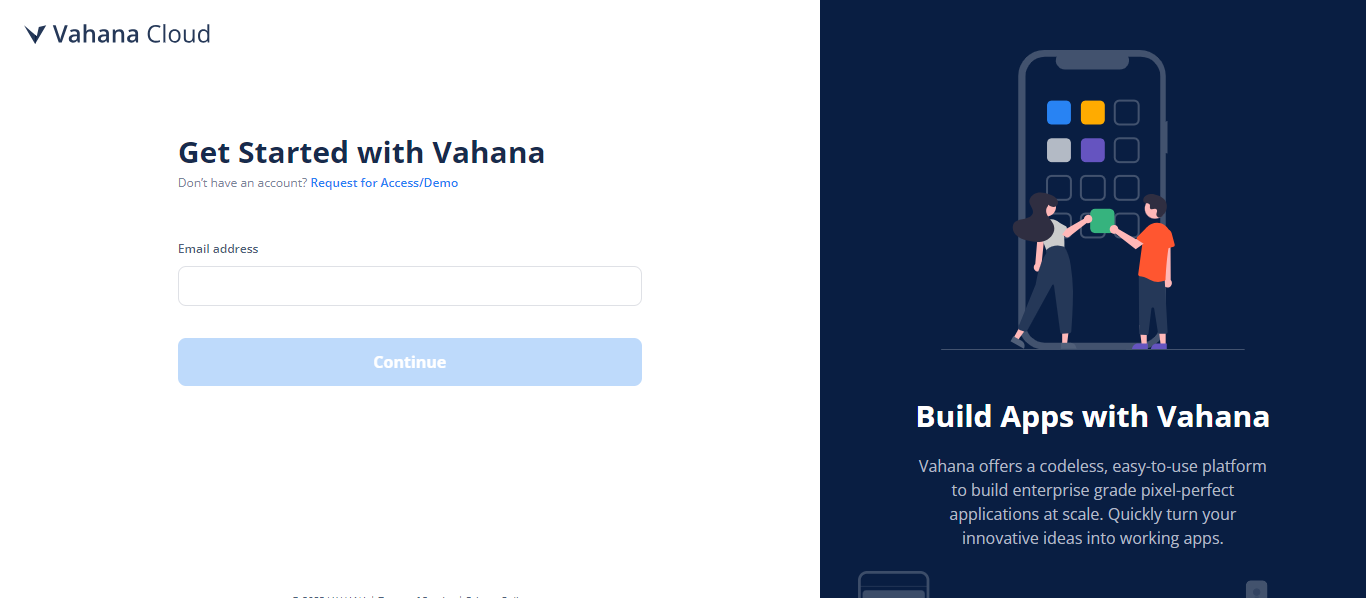 Vahana Cloud
Get Started with Vahana
Don't have an account? Request for Access/Demo
Email address
Continue
Build Apps with Vahana
Vahana offers a codeless, easy-to-use platform
to build enterprise grade pixel-perfect
applications at scale. Quickly turn your
innovative ideas into working apps.